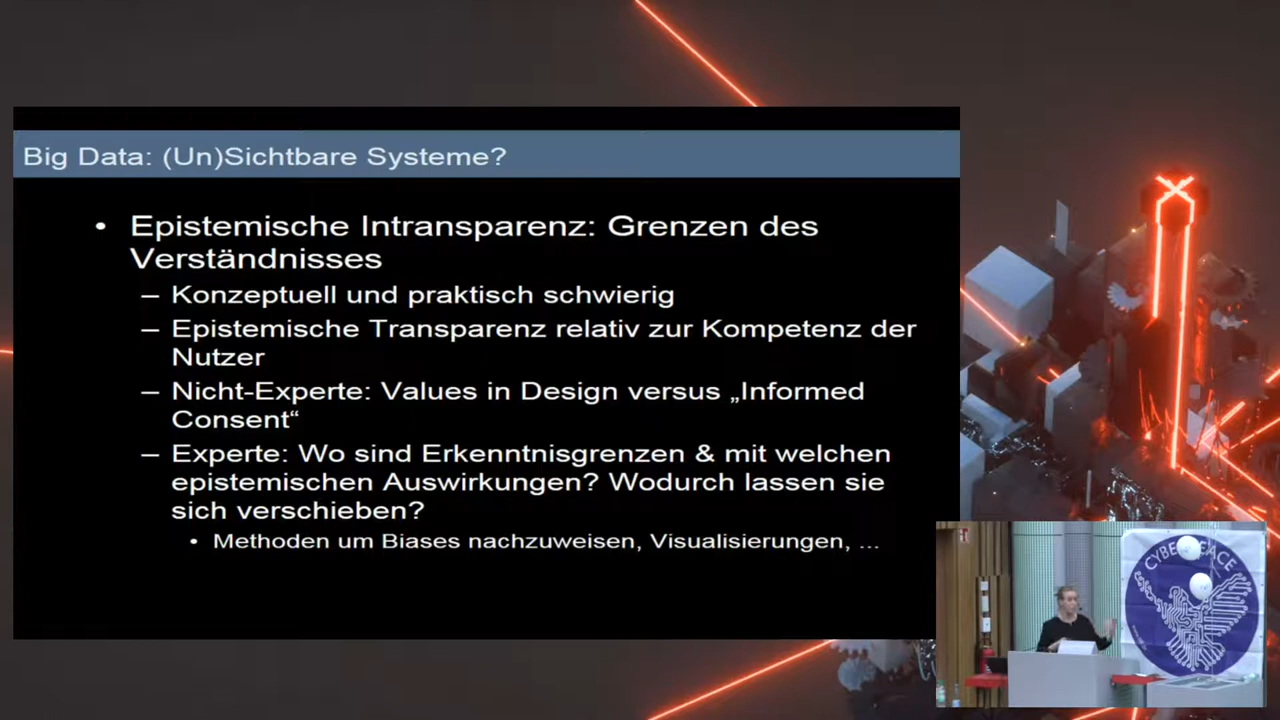 Big Data: (Un)Sichtbare Systeme?
• Epistemische Intransparenz: Grenzen des
Verständnisses
– Konzeptuell und praktisch schwierig
– Epistemische Transparenz relativ zur Kompetenz der
Nutzer
– Nicht-Experte: Values in Design versus „Informed
Consent“
– Experte: Wo sind Erkenntnisgrenzen & mit welchen
epistemischen Auswirkungen? Wodurch lassen sie
sich verschieben?
• Methoden um Biases nachzuweisen, Visualisierungen, ...